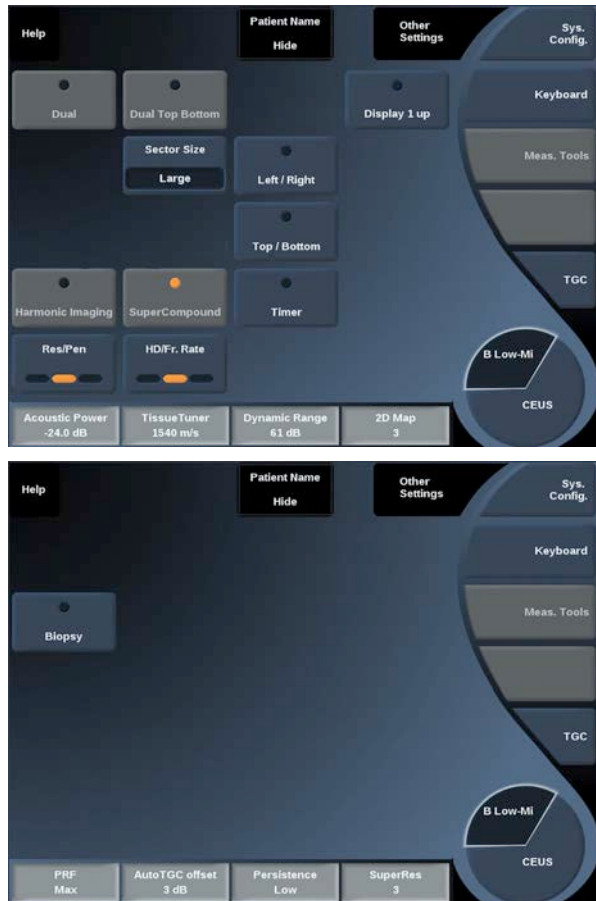 Help
Patient Name
Hide
Other
Settings
Sys.
Config.
Dual
Dual Top Bottom
Display 1 up
Keyboard
Sector Size
Large
Left / Right
Meas. Tools
Top / Bottom
Harmonic Imaging
SuperCompound
Timer
TGC
Res/Pen
HD/Fr. Rate
B Low-Mi
CEUS
Acoustic Power
-24.0 dB
TissueTuner
1540 m/s
Dynamic Range
61 dB
2D Map
3
Help
Patient Name
Hide
Other
Settings
Sys.
Config.
Keyboard
Biopsy
Meas. Tools
TGC
B Low-Mi
CEUS
PRF
Max
AutoTGC offset
3 dB
Persistence
Low
SuperRes
3